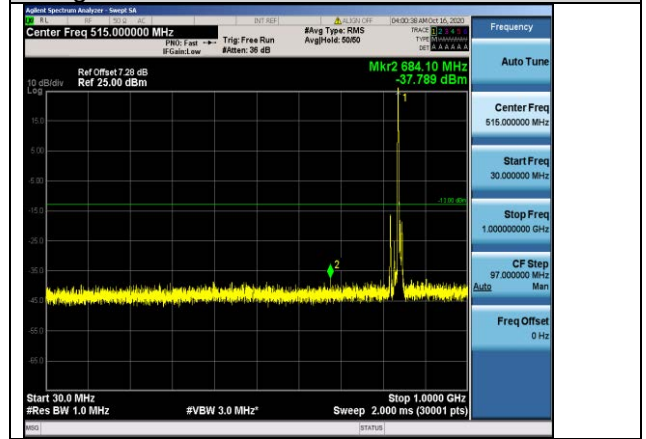 Agilent Spectrum Analyzer - Swept SA
RL RF 50 Ω AC INT REF ALIGN OFF 04:00:38 AM Oct 16, 2020
Center Freq 515.000000 MHz
PNO: Fast
IFGain:Low
Trig: Free Run
#Atten: 36 dB
#Avg Type: RMS
Avg|Hold: 50/50
TRACE 1 2 3 4 5 6
TYPE
DET A A A A A A
Mkr2 684.10 MHz
-37.789 dBm
Ref Offset 7.28 dB
10 dB/div Ref 25.00 dBm
Log
1
15.0
5.00
-5.00
-13.00 dBm
-15.0
-25.0
2
-35.0
-45.0
-55.0
-65.0
Start 30.0 MHz Stop 1.0000 GHz
#Res BW 1.0 MHz #VBW 3.0 MHz* Sweep 2.000 ms (30001 pts)
MSG STATUS
Frequency
Auto Tune
Center Freq
515.000000 MHz
Start Freq
30.000000 MHz
Stop Freq
1.000000000 GHz
CF Step
97.000000 MHz
Auto Man
Freq Offset
0 Hz